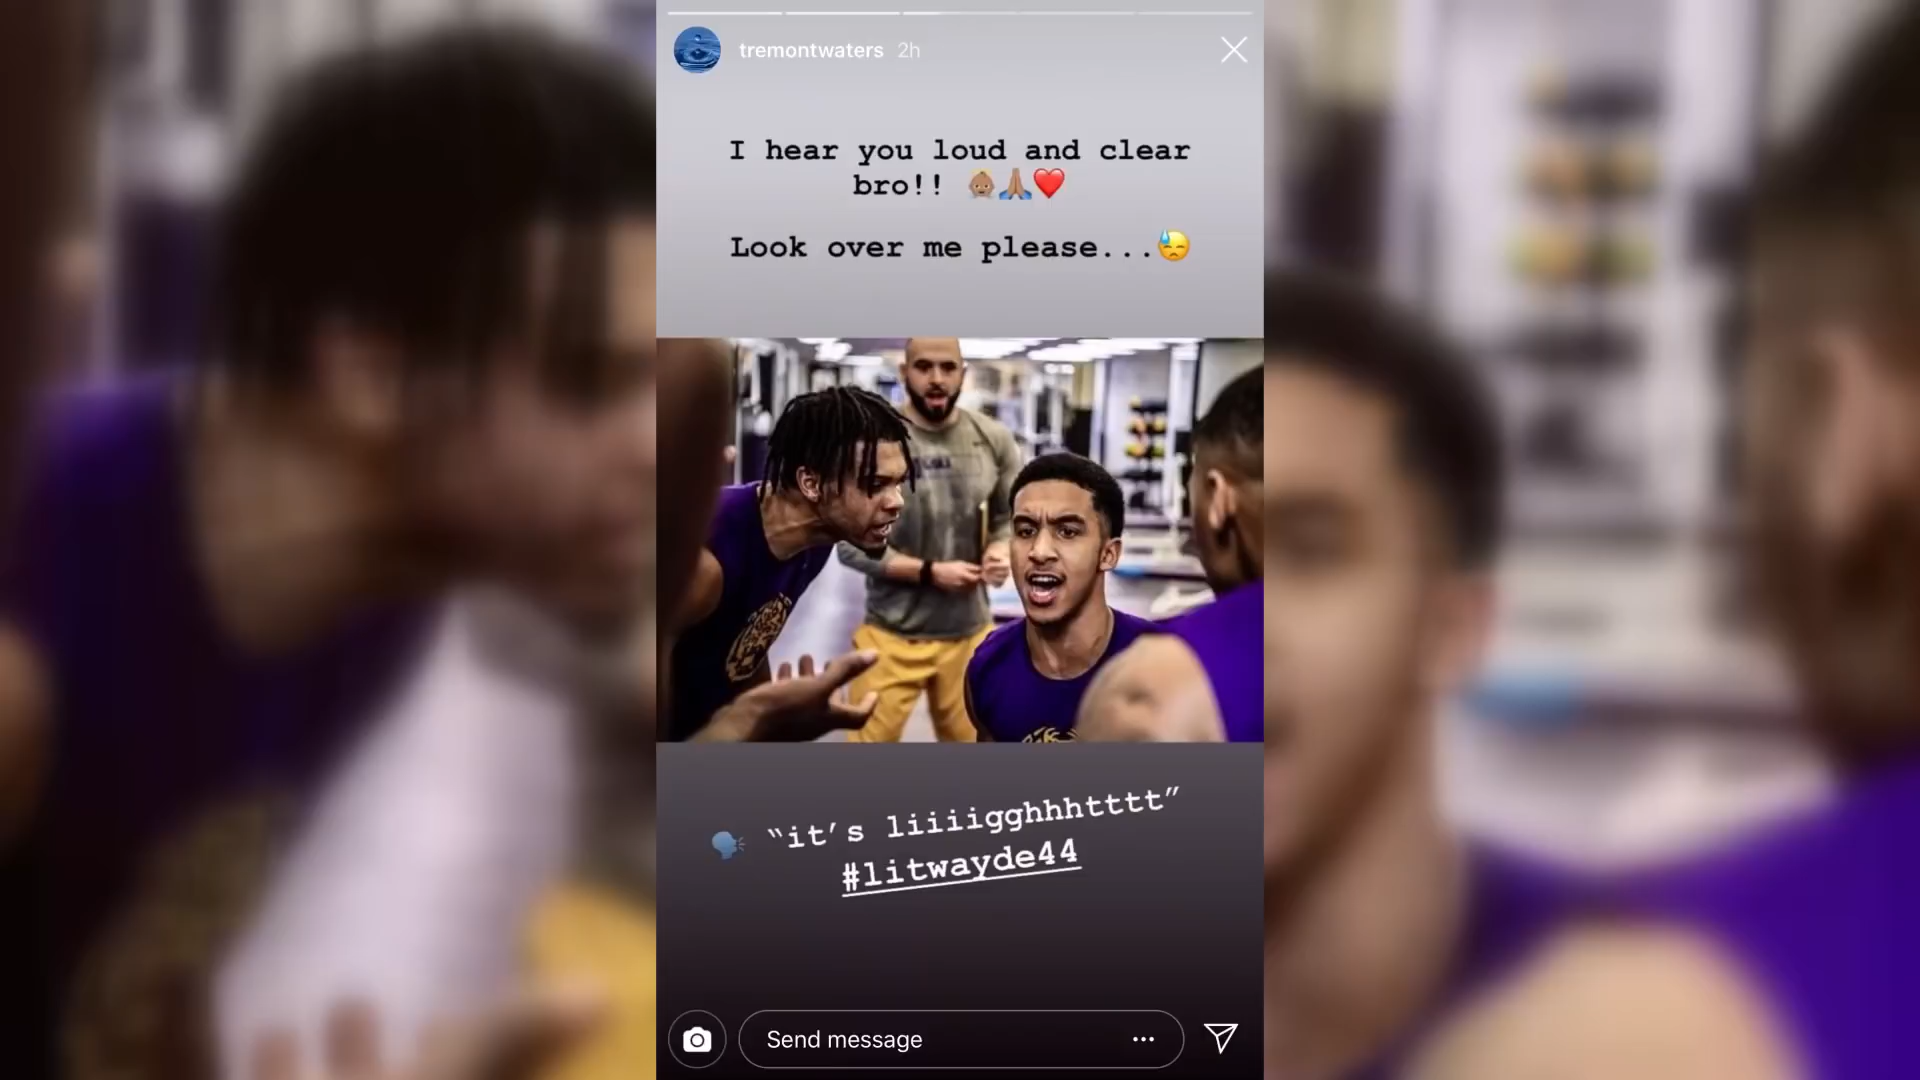 tremontwaters 2h
I hear you loud and clear
bro!! 👼🏽🙏🏽❤️
Look over me please...😓
🗣 “it’s liiiigghhhtttt”
#litwayde44
Send message